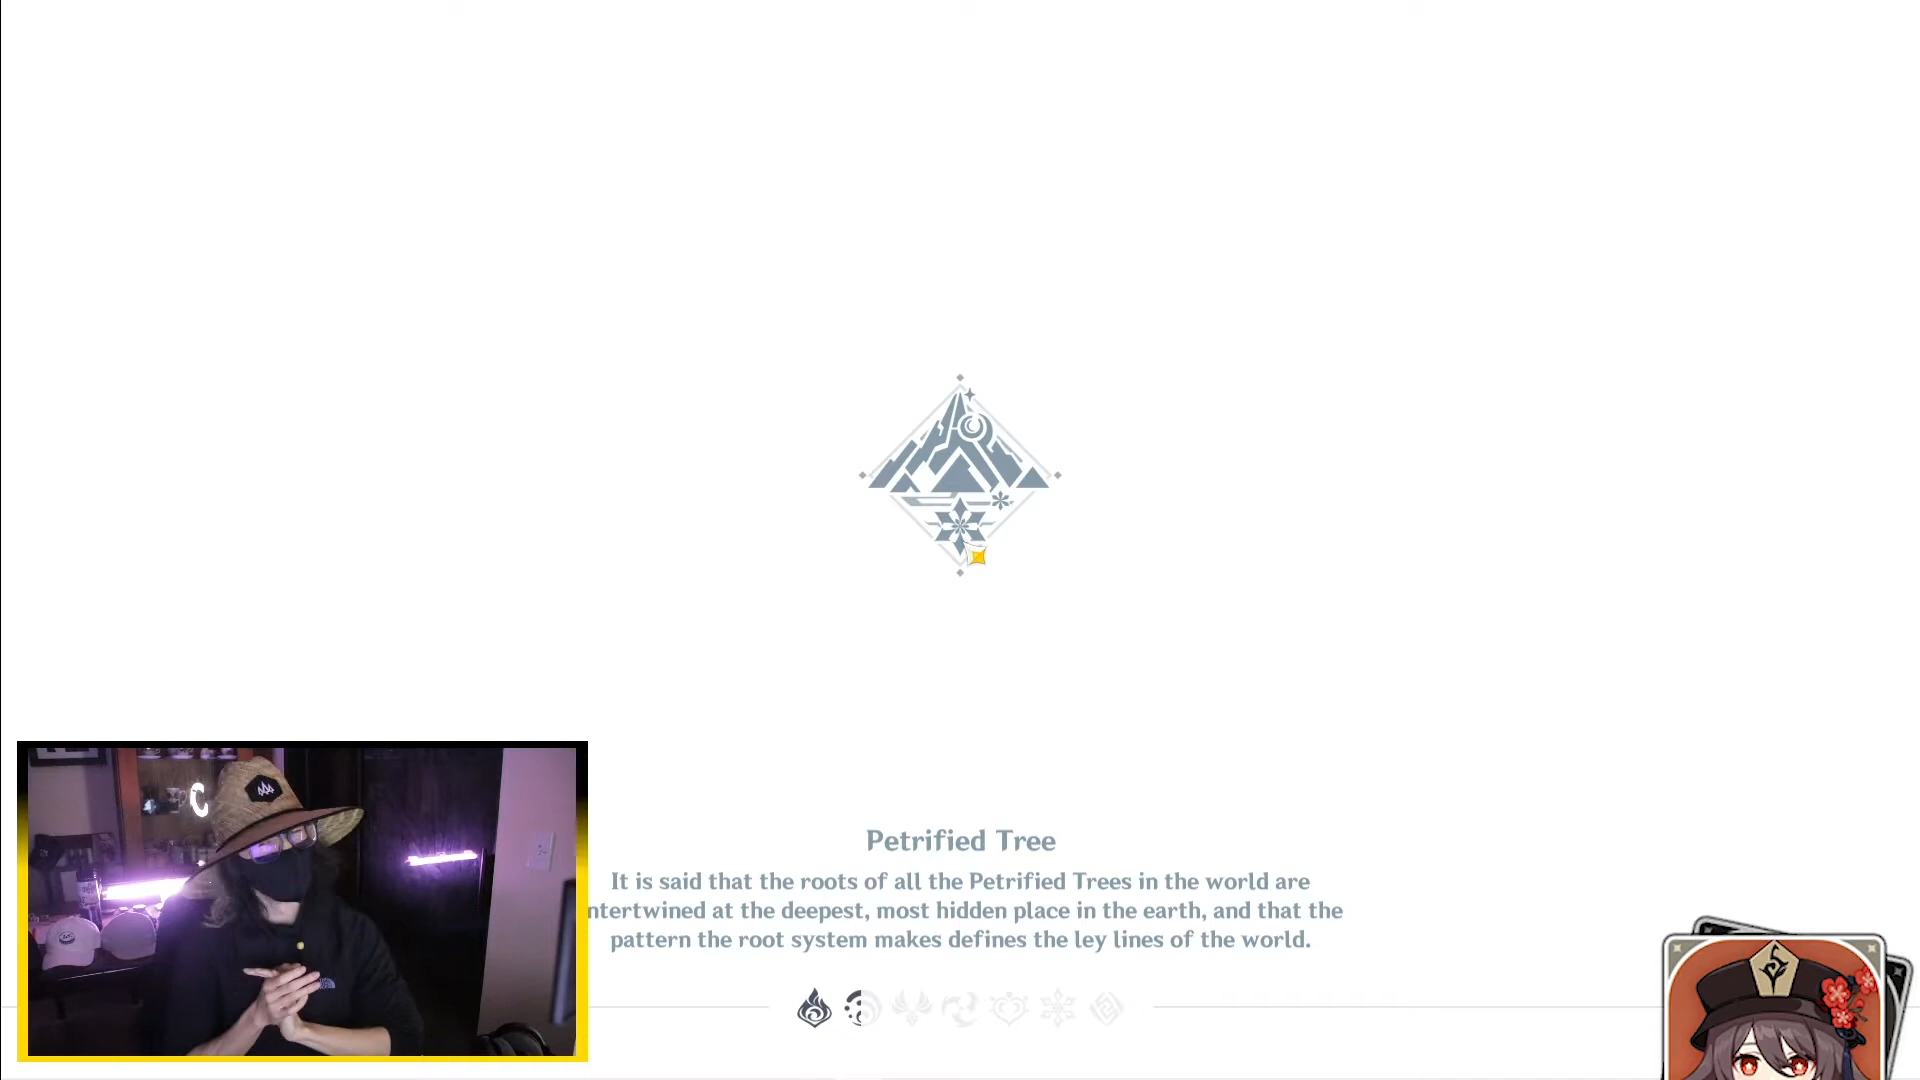 Petrified Tree
It is said that the roots of all the Petrified Trees in the world are
ntertwined at the deepest, most hidden place in the earth, and that the
pattern the root system makes defines the ley lines of the world.